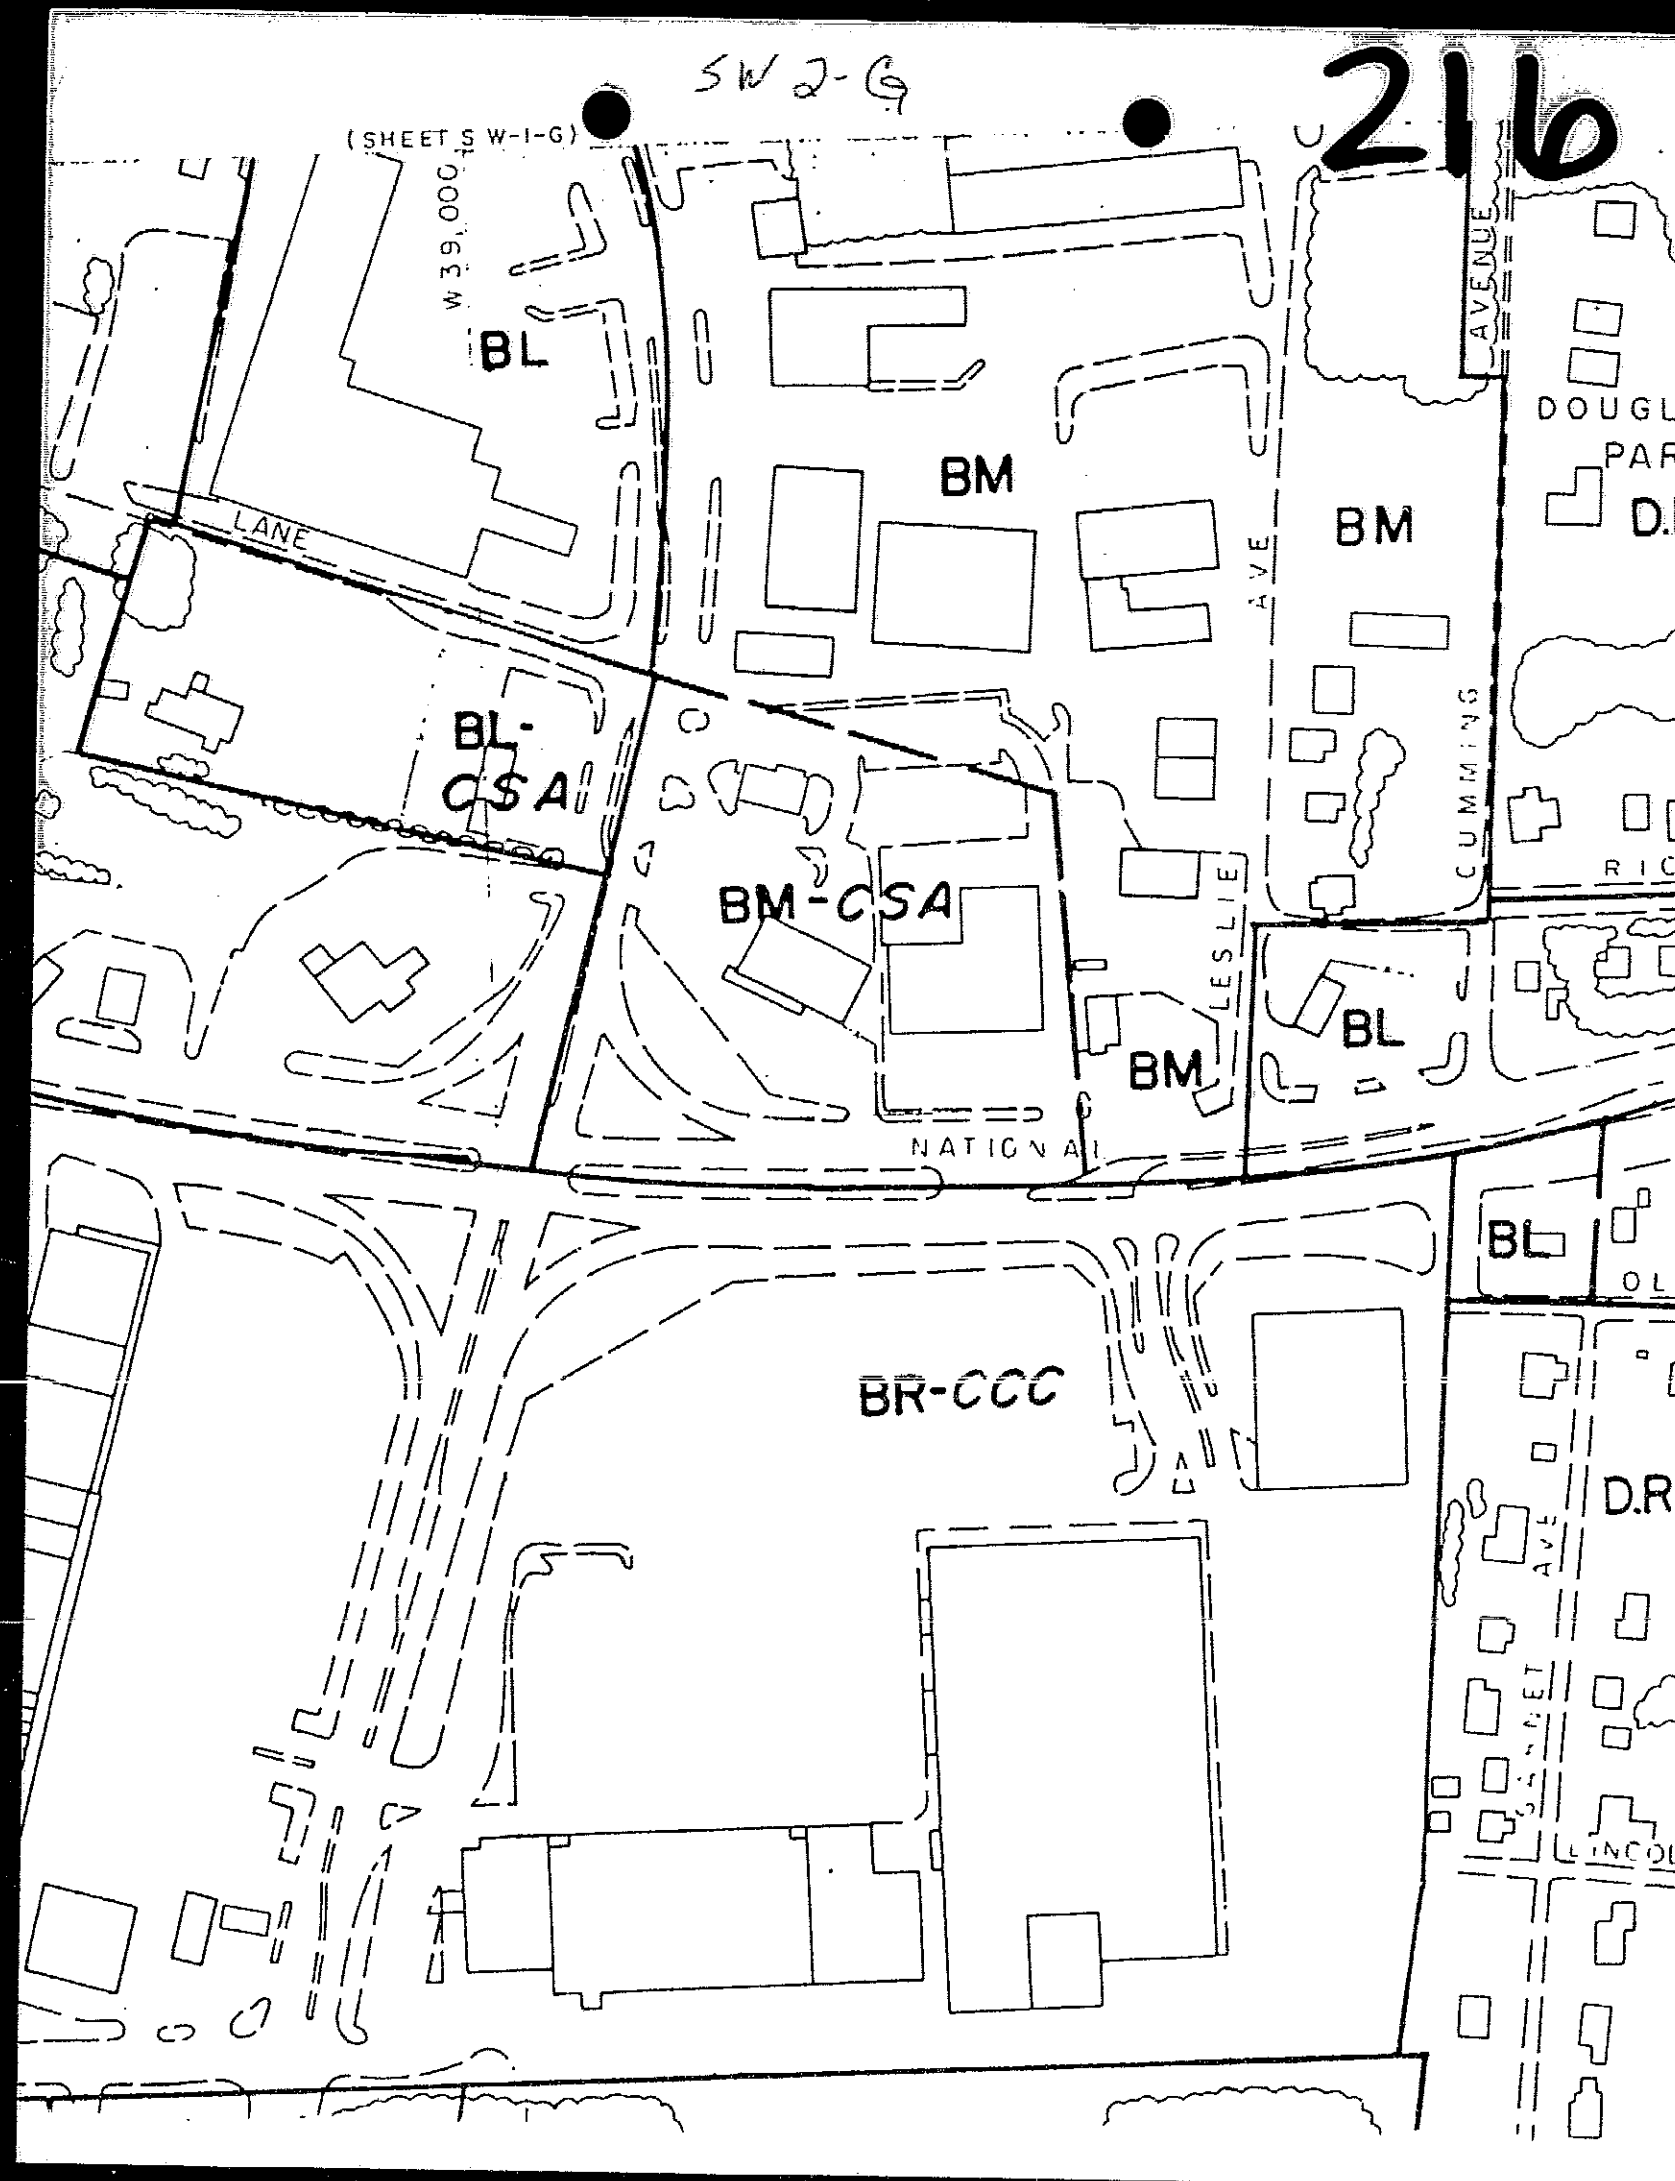 SW 2-G
216
(SHEET S W-1-G)
W 39,000
AVENUE
BL
DOUGL
PAR
BM
BM
D.
LANE
AVE
CUMMING
BL-
CSA
BM-CSA
LESLIE
RIC
BL
BM
NATIONAL
BL
OL
BR-CCC
D.R
AVE
LINCOL